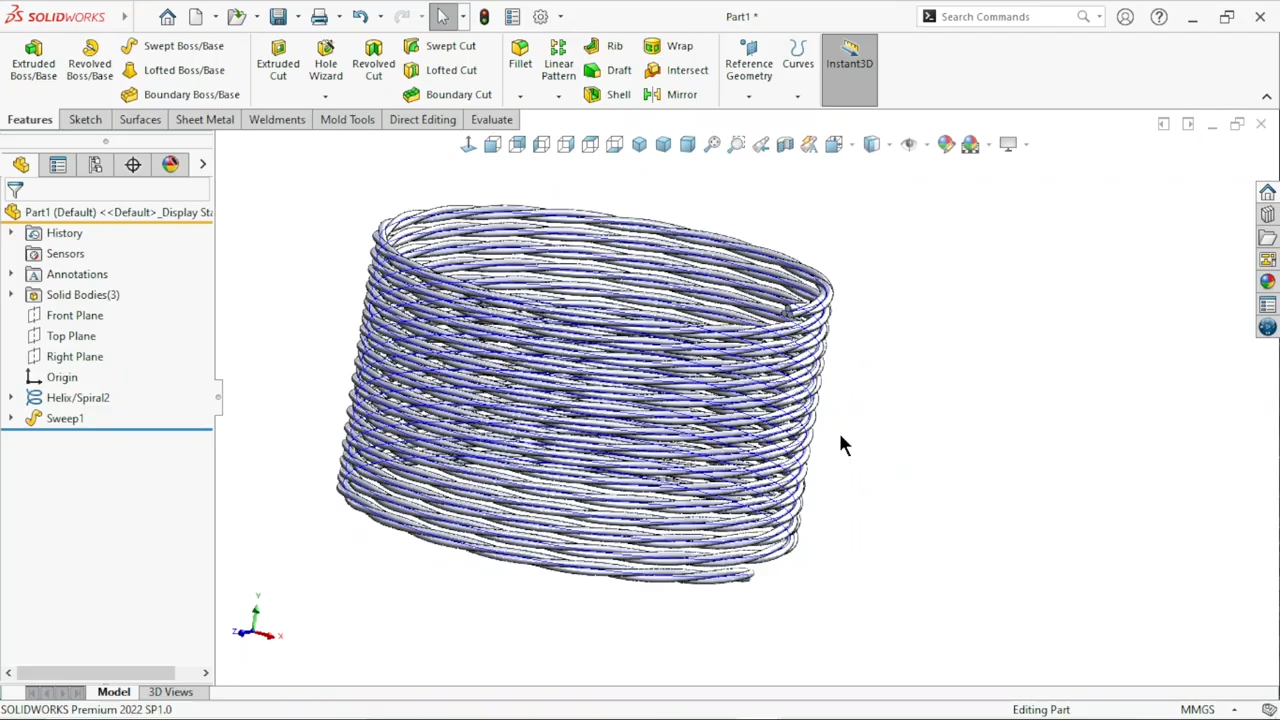 SOLIDWORKS
Part1 *
Search Commands
Extruded Boss/Base
Revolved Boss/Base
Swept Boss/Base
Lofted Boss/Base
Boundary Boss/Base
Extruded Cut
Hole Wizard
Revolved Cut
Swept Cut
Lofted Cut
Boundary Cut
Fillet
Linear Pattern
Rib
Draft
Shell
Wrap
Intersect
Mirror
Reference Geometry
Curves
Instant3D
Features
Sketch
Surfaces
Sheet Metal
Weldments
Mold Tools
Direct Editing
Evaluate
Part1 (Default) <<Default>_Display Sta
History
Sensors
Annotations
Solid Bodies(3)
Front Plane
Top Plane
Right Plane
Origin
Helix/Spiral2
Sweep1
Y
Z
X
Model
3D Views
SOLIDWORKS Premium 2022 SP1.0
Editing Part
MMGS